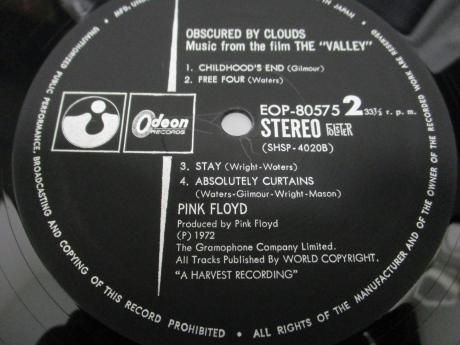 OBSCURED BY CLOUDS
Music from the film THE "VALLEY"
1. CHILDHOOD'S END (Gilmour)
2. FREE FOUR (Waters)
Odeon
RECORDS
EOP-80575 2 33⅓ r. p. m.
STEREO
(SHSP-4020B)
3. STAY (Wright-Waters)
4. ABSOLUTELY CURTAINS
(Waters-Gilmour-Wright-Mason)
PINK FLOYD
Produced by Pink Floyd
(P) 1972
The Gramophone Company Limited.
All Tracks Published By WORLD COPYRIGHT.
"A HARVEST RECORDING"
UNAUTHORIZED PUBLIC PERFORMANCE, BROADCASTING AND COPYING OF THIS RECORD PROHIBITED • ALL RIGHTS OF THE MANUFACTURER AND OF THE OWNER OF THE RECORDED WORK RESERVED
IN JAPAN